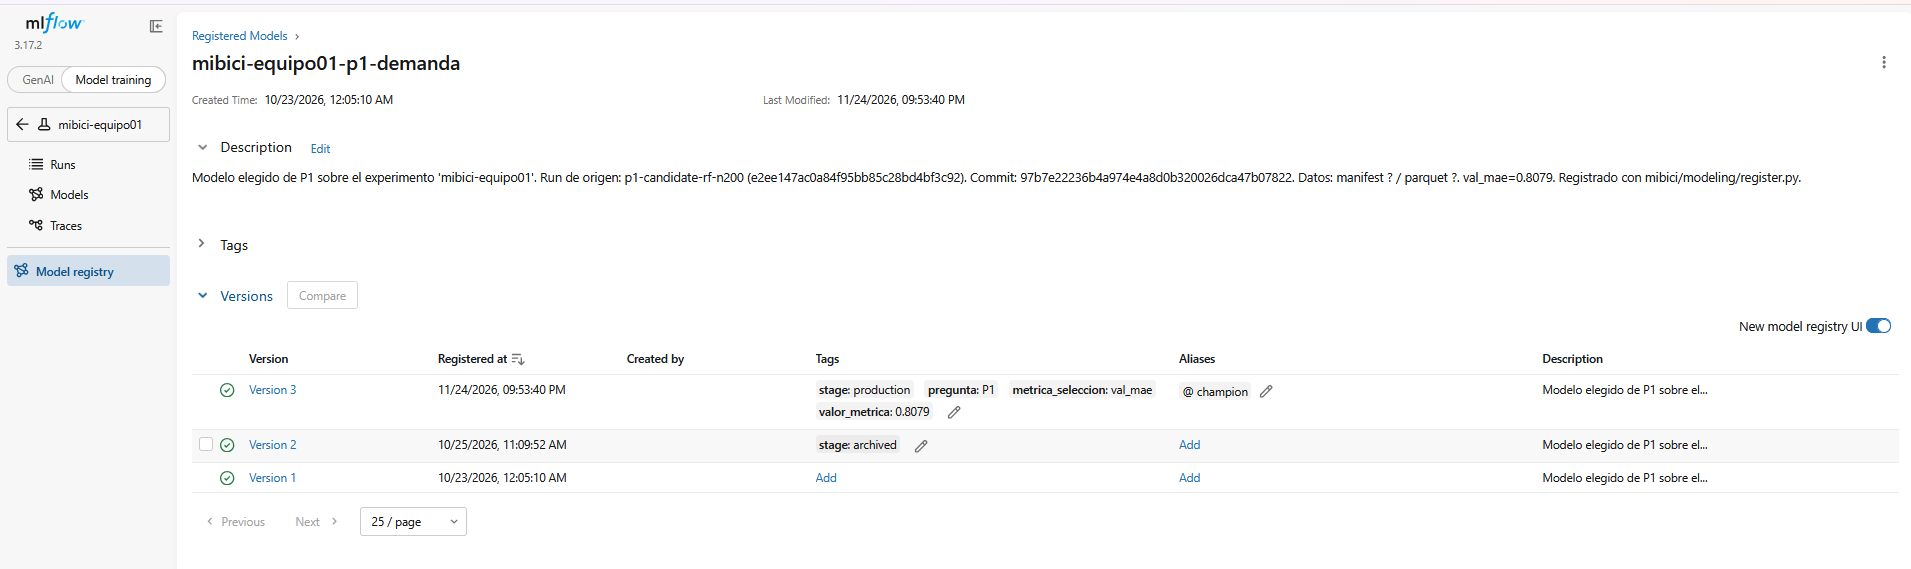 mlflow
3.17.2
GenAI Model training
mibici-equipo01
Runs
Models
Traces
Model registry
Registered Models ›
mibici-equipo01-p1-demanda
Created Time: 10/23/2026, 12:05:10 AM Last Modified: 11/24/2026, 09:53:40 PM
Description Edit
Modelo elegido de P1 sobre el experimento 'mibici-equipo01'. Run de origen: p1-candidate-rf-n200 (e2ee147ac0a84f95bb85c28bd4bf3c92). Commit: 97b7e22236b4a974e4a8d0b320026dca47b07822. Datos: manifest ? / parquet ?. val_mae=0.8079. Registrado con mibici/modeling/register.py.
Tags
Versions Compare
New model registry UI
Version Registered at Created by Tags Aliases Description
Version 3 11/24/2026, 09:53:40 PM stage: production pregunta: P1 metrica_seleccion: val_mae @ champion Modelo elegido de P1 sobre el...
valor_metrica: 0.8079
Version 2 10/25/2026, 11:09:52 AM stage: archived Add Modelo elegido de P1 sobre el...
Version 1 10/23/2026, 12:05:10 AM Add Add Modelo elegido de P1 sobre el...
Previous Next 25 / page